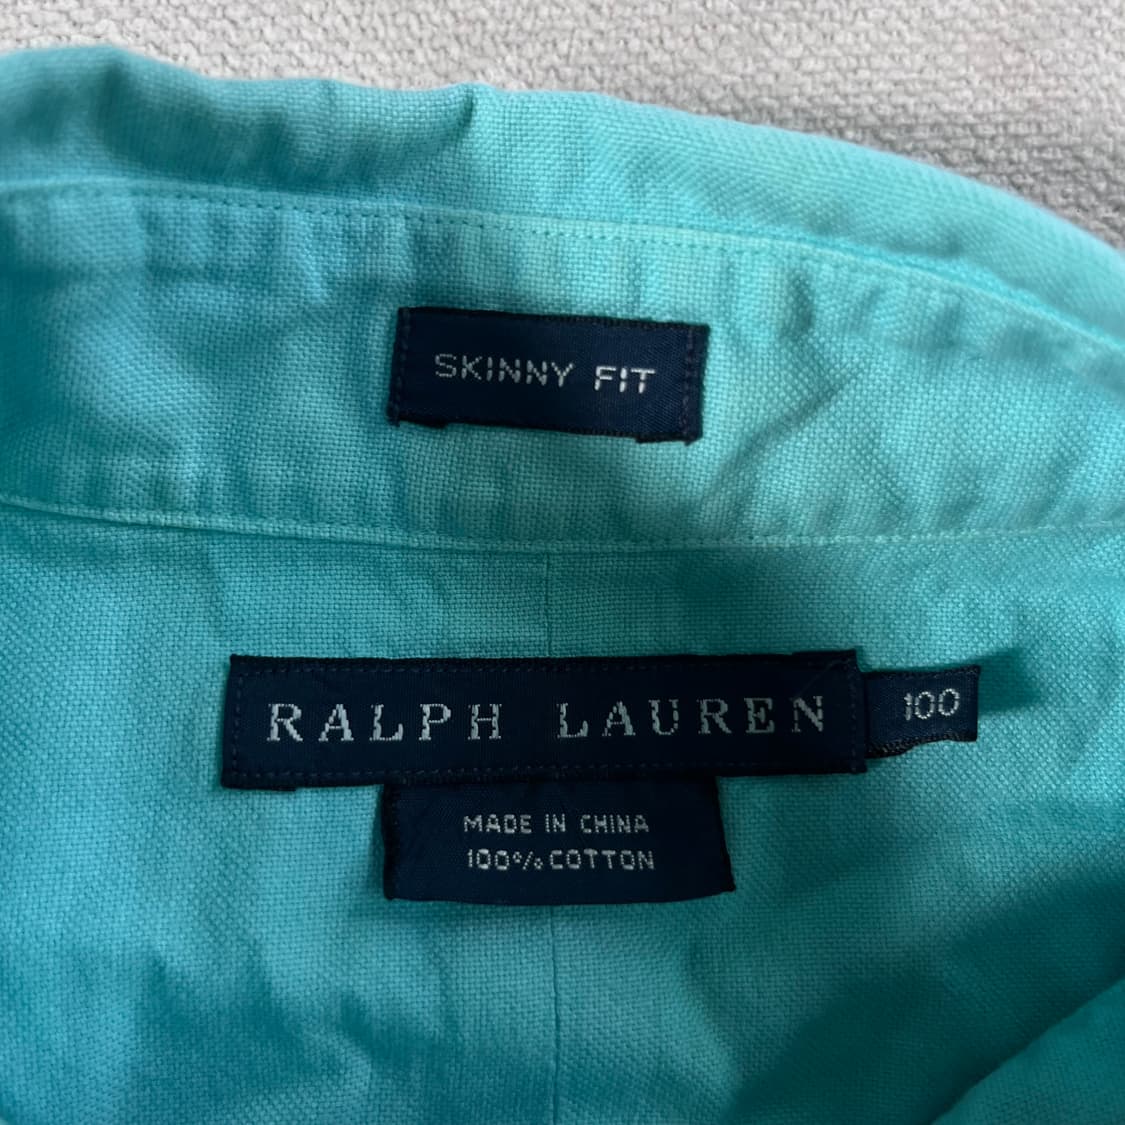 SKINNY FIT
RALPH LAUREN
100
MADE IN CHINA
100% COTTON